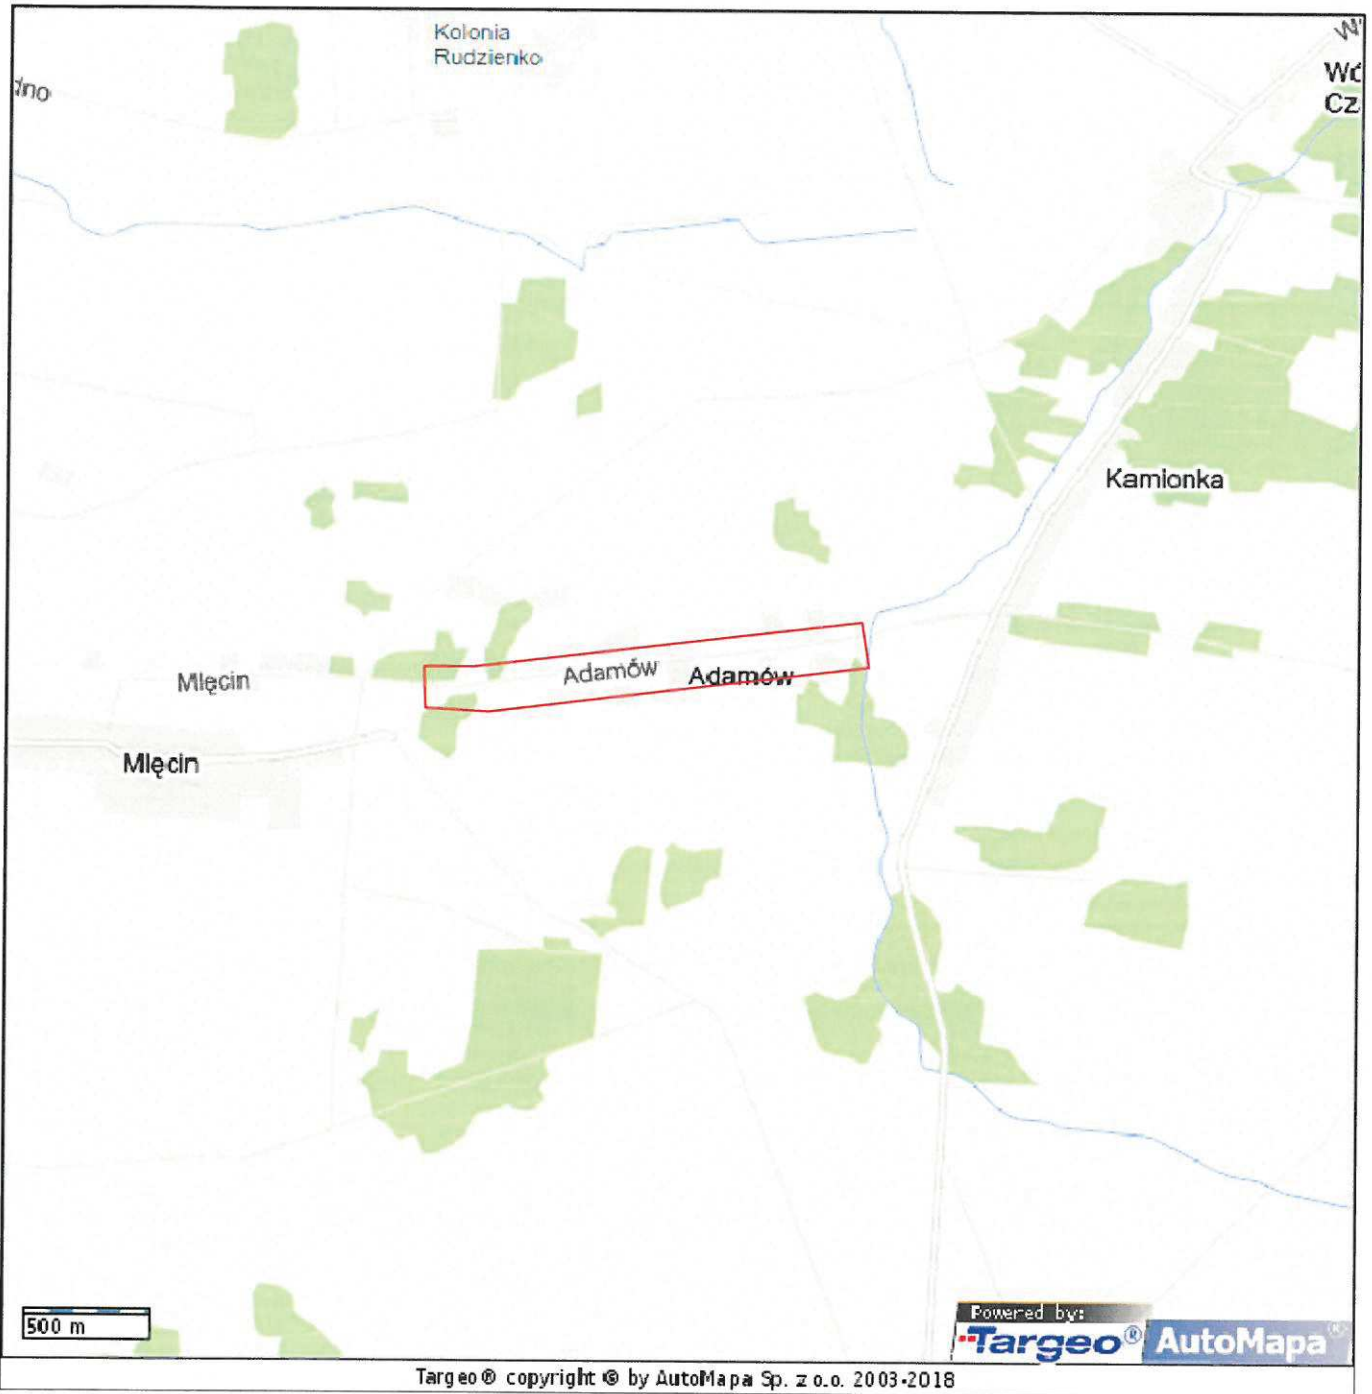 Kolonia
Rudzienko
Kamionka
Adamów
Adamów
Mlęcin
Mlęcin
500 m
Powered by:
Targeo® AutoMapa®
Targeo® copyright © by AutoMapa Sp. z o.o. 2003-2018